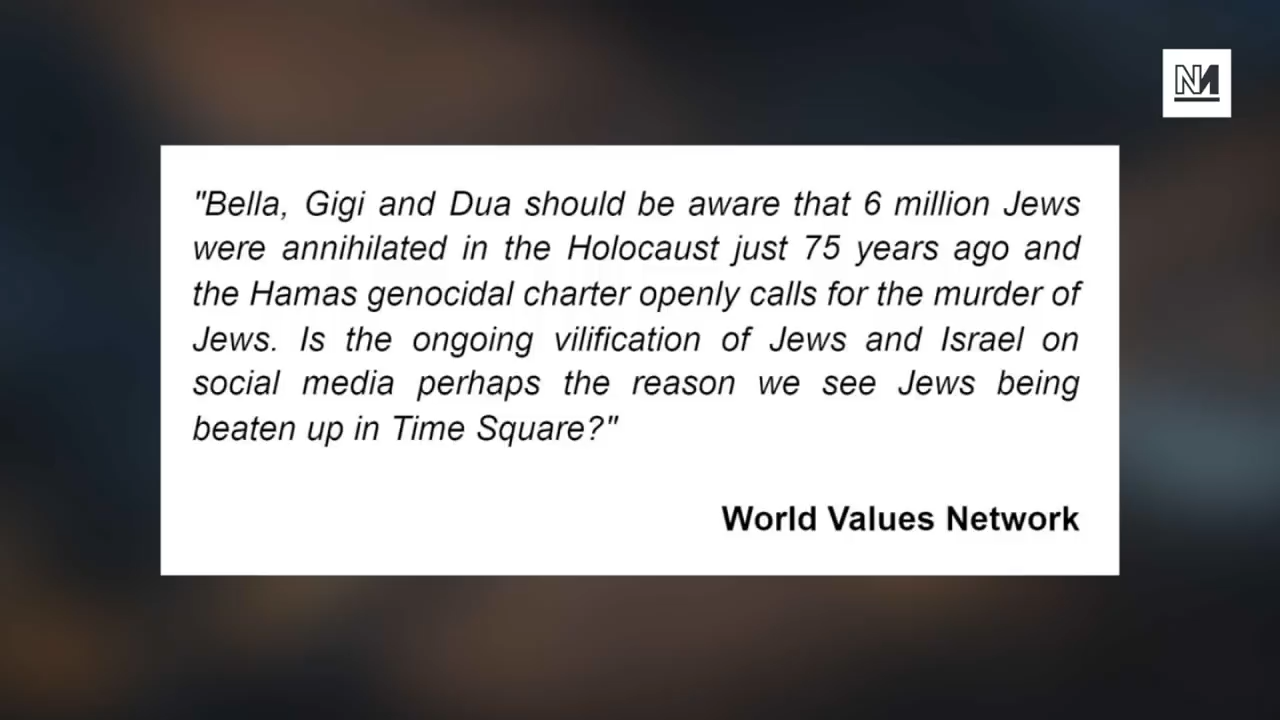 NM
"Bella, Gigi and Dua should be aware that 6 million Jews
were annihilated in the Holocaust just 75 years ago and
the Hamas genocidal charter openly calls for the murder of
Jews. Is the ongoing vilification of Jews and Israel on
social media perhaps the reason we see Jews being
beaten up in Time Square?"
World Values Network